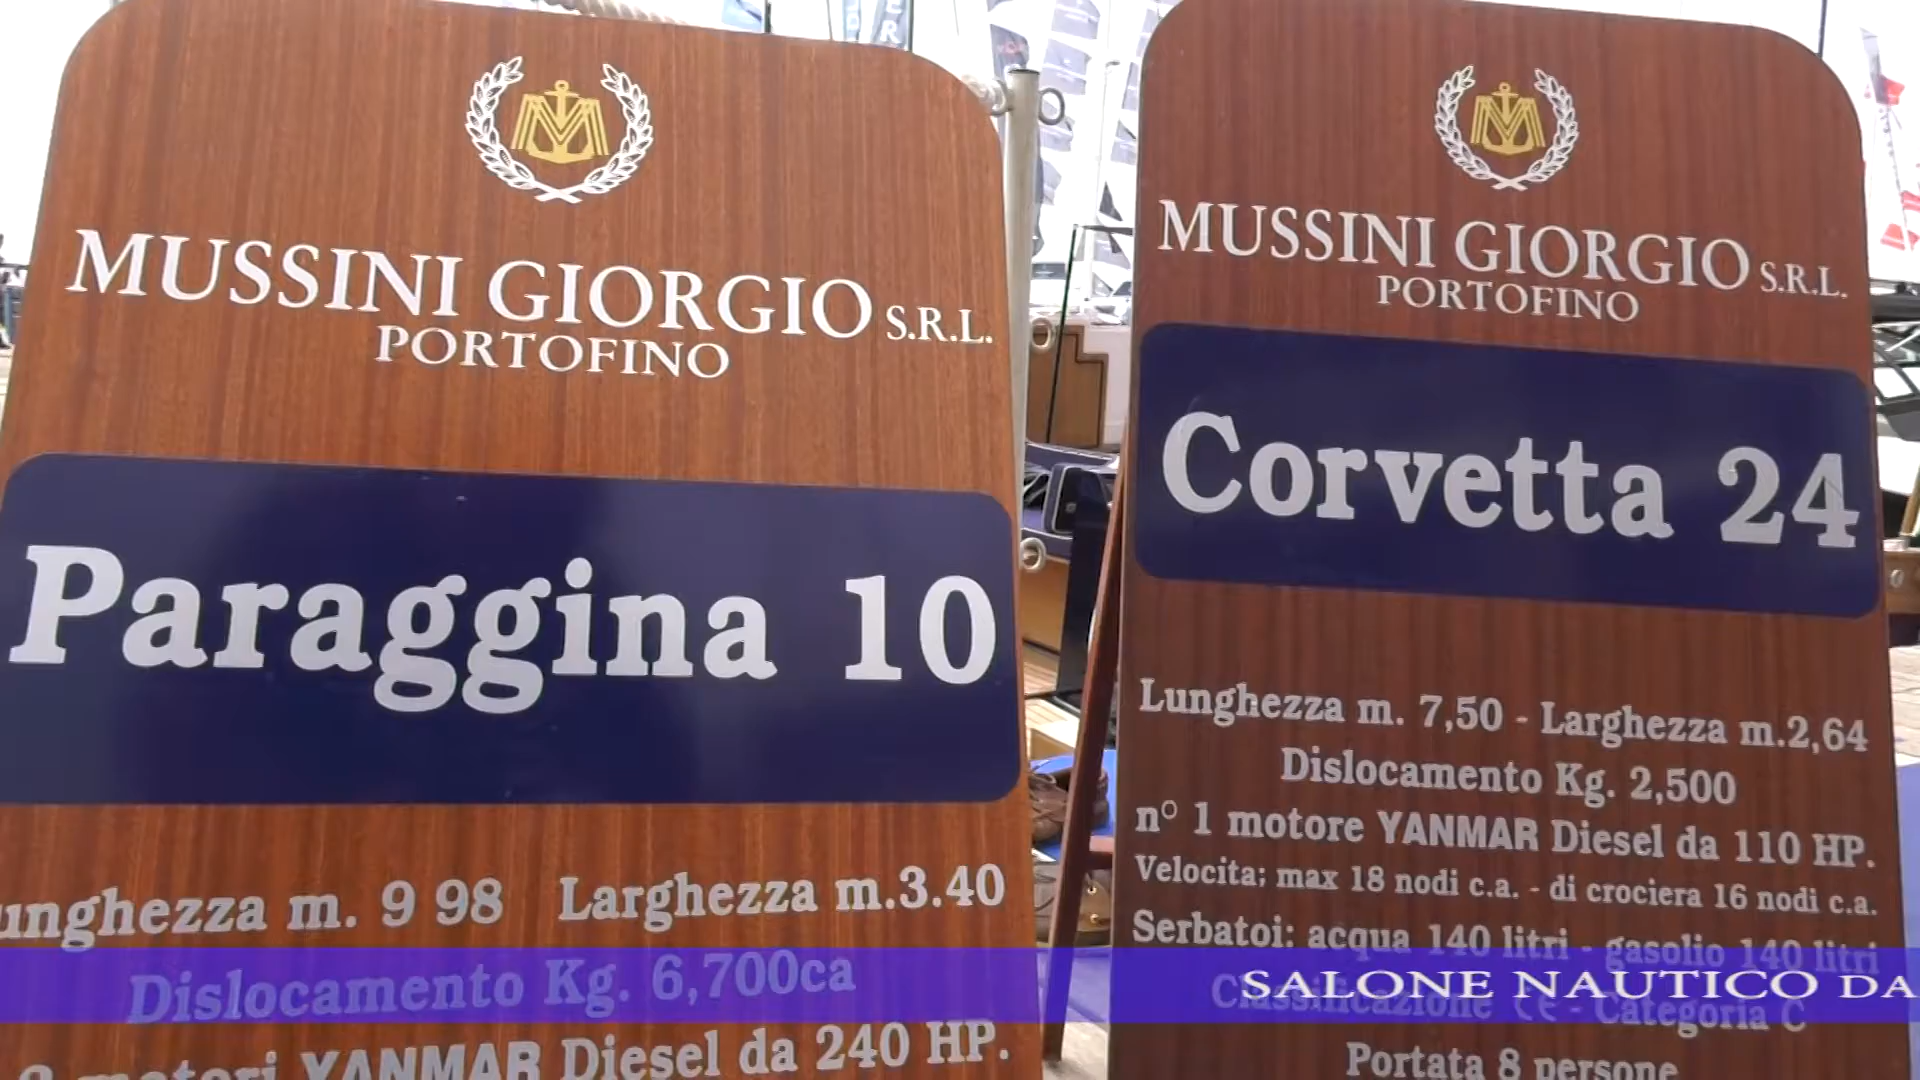 MUSSINI GIORGIO S.R.L.
PORTOFINO
Paraggina 10
unghezza m. 9 98 Larghezza m.3.40
Dislocamento Kg. 6,700ca
motori YANMAR Diesel da 240 HP.
MUSSINI GIORGIO S.R.L.
PORTOFINO
Corvetta 24
Lunghezza m. 7,50 - Larghezza m.2,64
Dislocamento Kg. 2,500
n° 1 motore YANMAR Diesel da 110 HP.
Velocita; max 18 nodi c.a. - di crociera 16 nodi c.a.
Serbatoi: acqua 140 litri - gasolio 140 litri
Classificazione CE - Categoria C
Portata 8 persone
SALONE NAUTICO DA